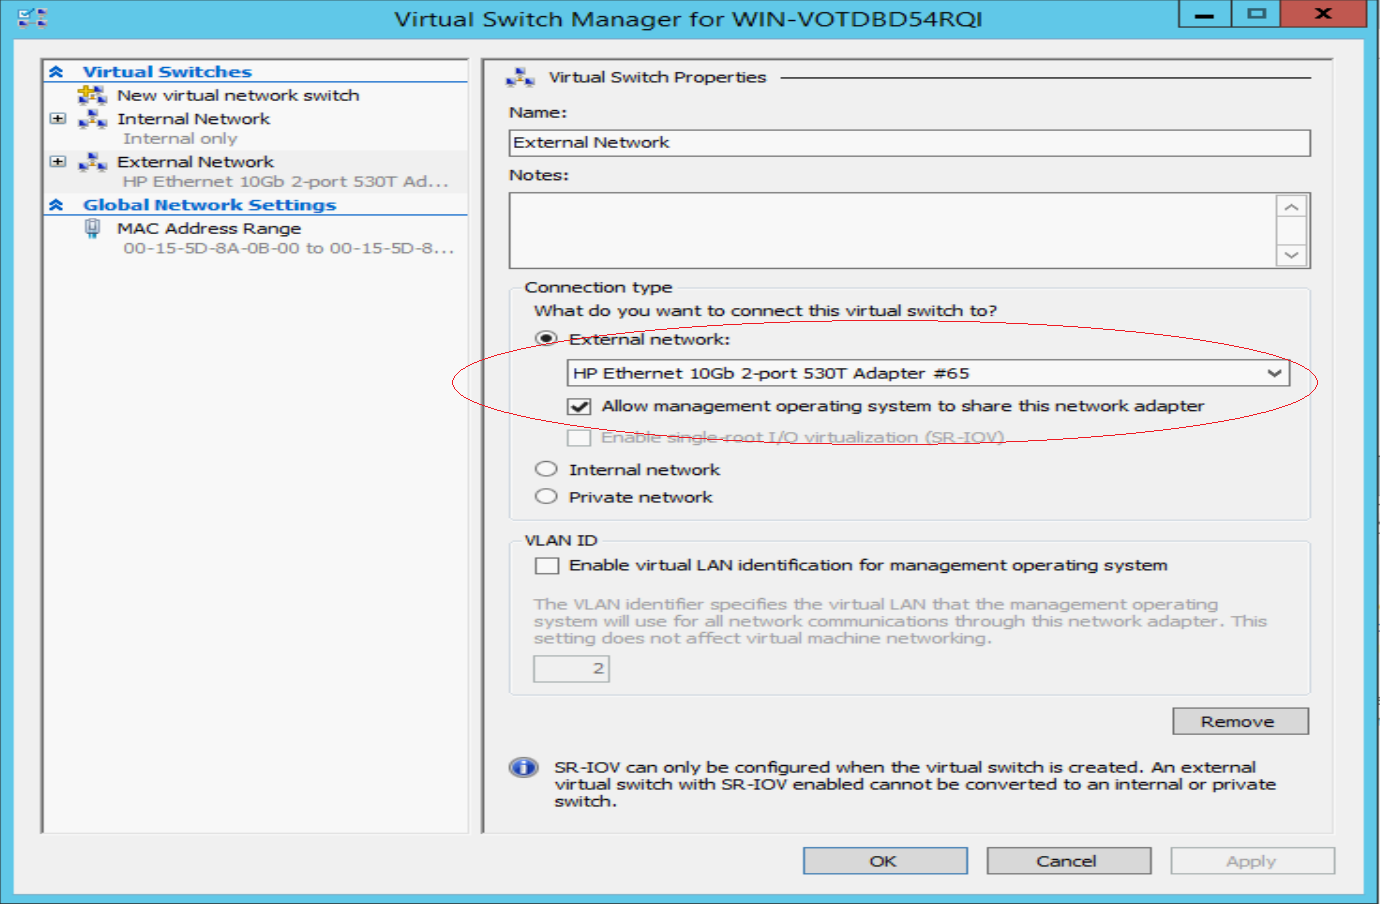 Virtual Switch Manager for WIN-VOTDBD54RQI
Virtual Switches
New virtual network switch
Internal Network
Internal only
External Network
HP Ethernet 10Gb 2-port 530T Ad...
Global Network Settings
MAC Address Range
00-15-5D-8A-0B-00 to 00-15-5D-8...
Virtual Switch Properties
Name:
External Network
Notes:
Connection type
What do you want to connect this virtual switch to?
External network:
HP Ethernet 10Gb 2-port 530T Adapter #65
Allow management operating system to share this network adapter
Enable single-root I/O virtualization (SR-IOV)
Internal network
Private network
VLAN ID
Enable virtual LAN identification for management operating system
The VLAN identifier specifies the virtual LAN that the management operating
system will use for all network communications through this network adapter. This
setting does not affect virtual machine networking.
2
Remove
SR-IOV can only be configured when the virtual switch is created. An external
virtual switch with SR-IOV enabled cannot be converted to an internal or private
switch.
OK
Cancel
Apply